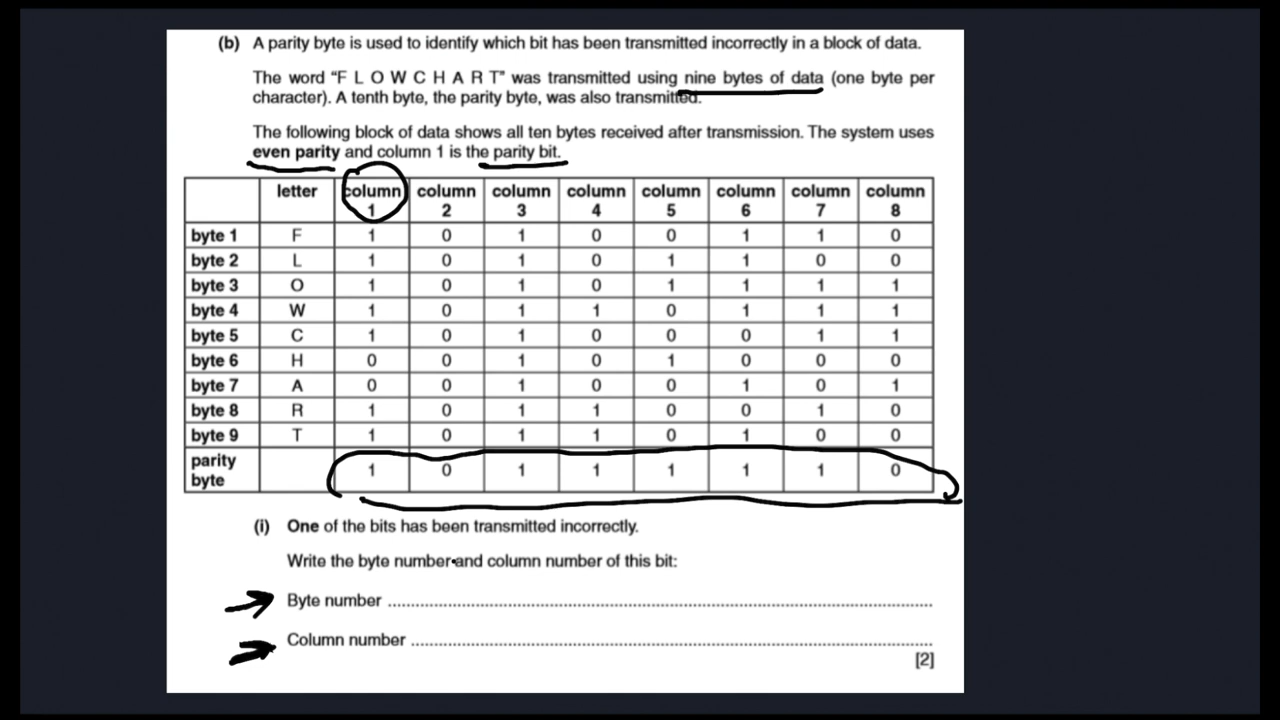 (b) A parity byte is used to identify which bit has been transmitted incorrectly in a block of data.
The word “F L O W C H A R T” was transmitted using nine bytes of data (one byte per
character). A tenth byte, the parity byte, was also transmitted.
The following block of data shows all ten bytes received after transmission. The system uses
even parity and column 1 is the parity bit.
letter column 1 column 2 column 3 column 4 column 5 column 6 column 7 column 8
byte 1 F 1 0 1 0 0 1 1 0
byte 2 L 1 0 1 0 1 1 0 0
byte 3 O 1 0 1 0 1 1 1 1
byte 4 W 1 0 1 1 0 1 1 1
byte 5 C 1 0 1 0 0 0 1 1
byte 6 H 0 0 1 0 1 0 0 0
byte 7 A 0 0 1 0 0 1 0 1
byte 8 R 1 0 1 1 0 0 1 0
byte 9 T 1 0 1 1 0 1 0 0
parity byte 1 0 1 1 1 1 1 0
(i) One of the bits has been transmitted incorrectly.
Write the byte number and column number of this bit:
Byte number ................................................................
Column number ................................................................
[2]